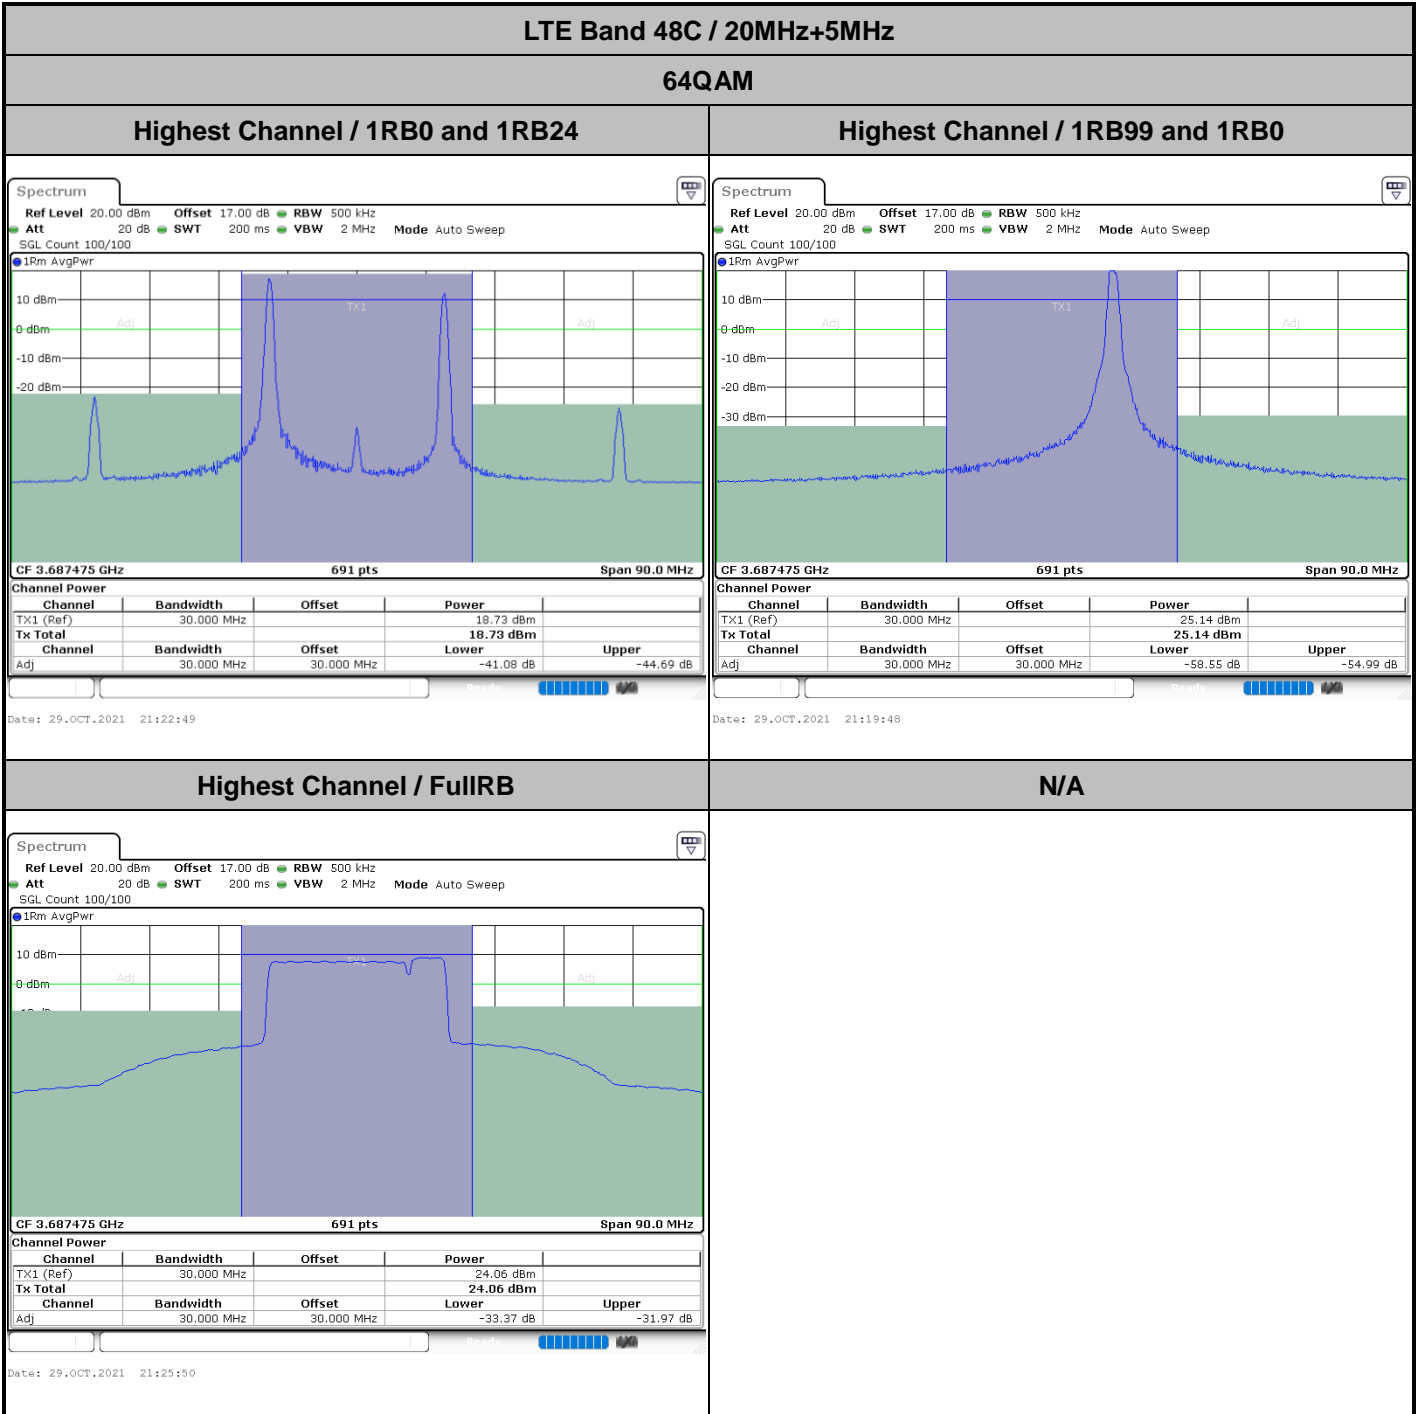 LTE Band 48C / 20MHz+5MHz
64QAM
Highest Channel / 1RB0 and 1RB24
Highest Channel / 1RB99 and 1RB0
Spectrum
Ref Level 20.00 dBm Offset 17.00 dB RBW 500 kHz
Att 20 dB SWT 200 ms VBW 2 MHz Mode Auto Sweep
SGL Count 100/100
1Rm AvgPwr
TX1
10 dBm
Adj Adj
0 dBm
-10 dBm
-20 dBm
CF 3.687475 GHz 691 pts Span 90.0 MHz
Channel Power
Channel Bandwidth Offset Power
TX1 (Ref) 30.000 MHz 18.73 dBm
Tx Total 18.73 dBm
Channel Bandwidth Offset Lower Upper
Adj 30.000 MHz 30.000 MHz -41.08 dB -44.69 dB
Ready
Date: 29.OCT.2021 21:22:49
Spectrum
Ref Level 20.00 dBm Offset 17.00 dB RBW 500 kHz
Att 20 dB SWT 200 ms VBW 2 MHz Mode Auto Sweep
SGL Count 100/100
1Rm AvgPwr
TX1
10 dBm
Adj Adj
0 dBm
-10 dBm
-20 dBm
-30 dBm
CF 3.687475 GHz 691 pts Span 90.0 MHz
Channel Power
Channel Bandwidth Offset Power
TX1 (Ref) 30.000 MHz 25.14 dBm
Tx Total 25.14 dBm
Channel Bandwidth Offset Lower Upper
Adj 30.000 MHz 30.000 MHz -58.55 dB -54.99 dB
Ready
Date: 29.OCT.2021 21:19:48
Highest Channel / FullRB
N/A
Spectrum
Ref Level 20.00 dBm Offset 17.00 dB RBW 500 kHz
Att 20 dB SWT 200 ms VBW 2 MHz Mode Auto Sweep
SGL Count 100/100
1Rm AvgPwr
10 dBm
TX1
Adj Adj
0 dBm
CF 3.687475 GHz 691 pts Span 90.0 MHz
Channel Power
Channel Bandwidth Offset Power
TX1 (Ref) 30.000 MHz 24.06 dBm
Tx Total 24.06 dBm
Channel Bandwidth Offset Lower Upper
Adj 30.000 MHz 30.000 MHz -33.37 dB -31.97 dB
Ready
Date: 29.OCT.2021 21:25:50